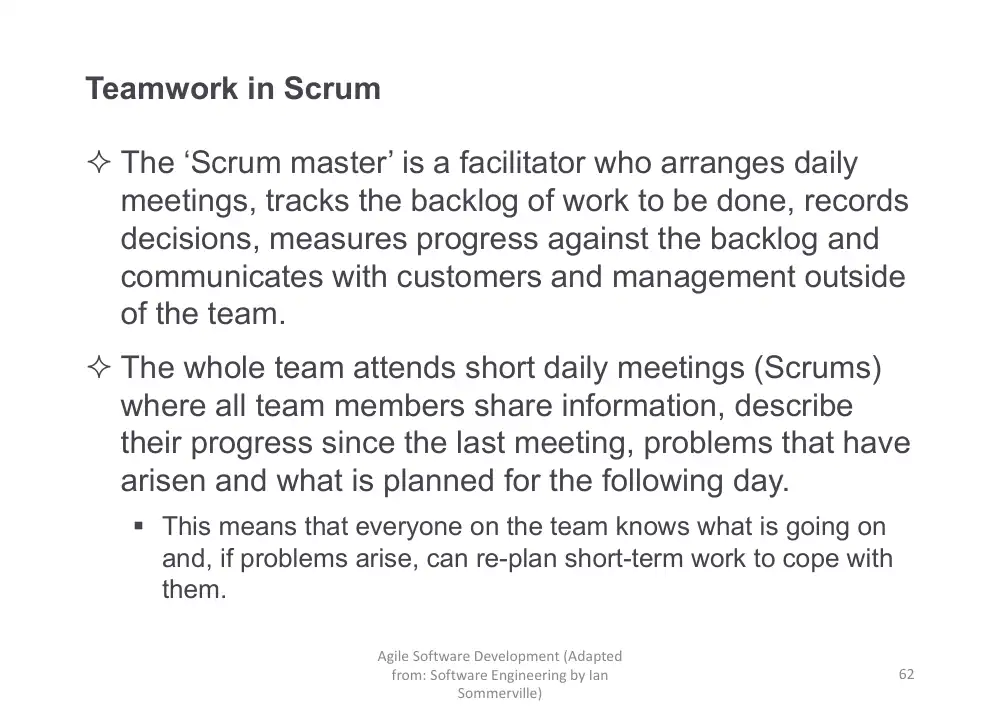 Teamwork in Scrum
✧ The ‘Scrum master’ is a facilitator who arranges daily
meetings, tracks the backlog of work to be done, records
decisions, measures progress against the backlog and
communicates with customers and management outside
of the team.
✧ The whole team attends short daily meetings (Scrums)
where all team members share information, describe
their progress since the last meeting, problems that have
arisen and what is planned for the following day.
▪ This means that everyone on the team knows what is going on
and, if problems arise, can re-plan short-term work to cope with
them.
Agile Software Development (Adapted
from: Software Engineering by Ian
Sommerville)
62